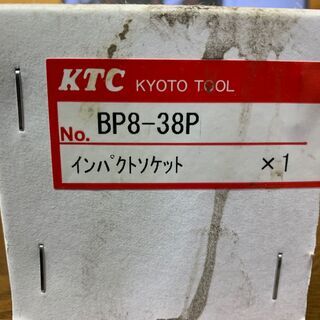 KTC KYOTO TOOL
No. BP8-38P
ｲﾝﾊﾟｸﾄｿｹｯﾄ ×1